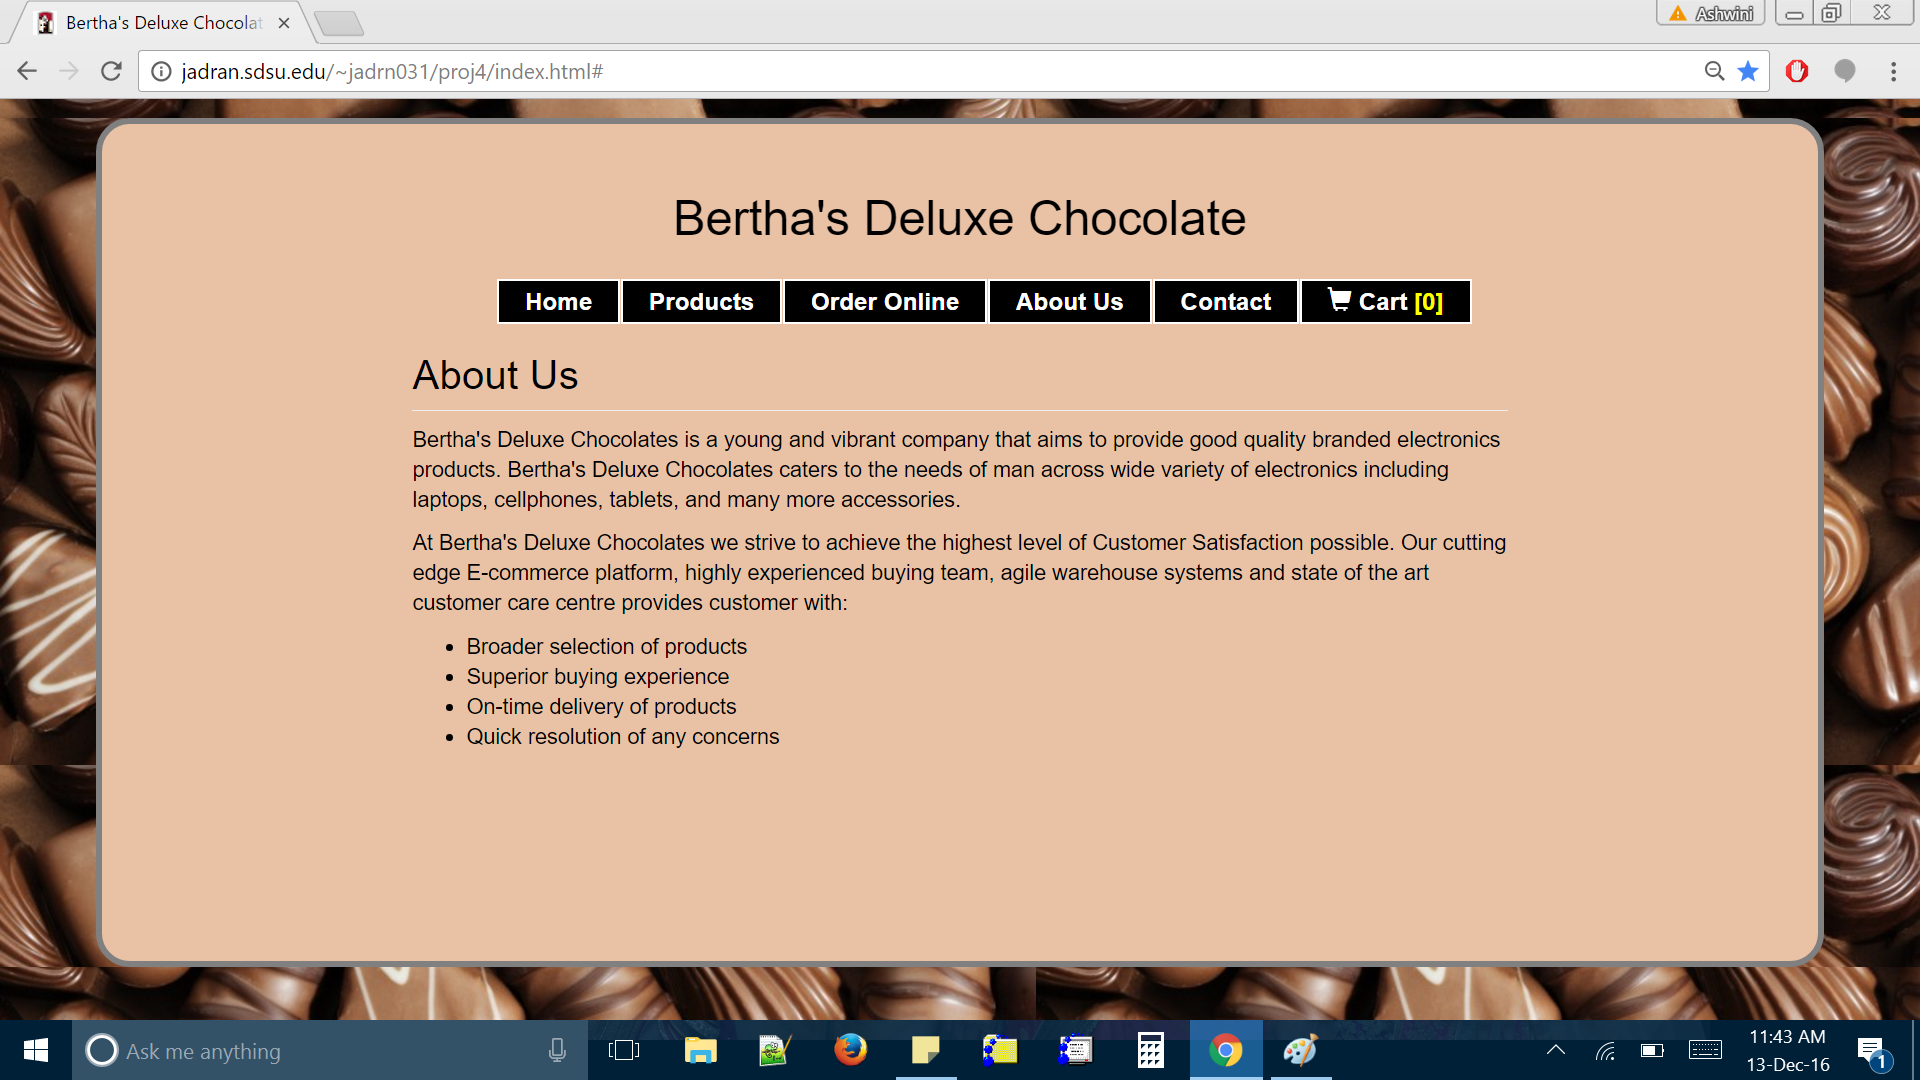 Bertha's Deluxe Chocolat
Ashwini
jadran.sdsu.edu/~jadrn031/proj4/index.html#
Bertha's Deluxe Chocolate
Home Products Order Online About Us Contact Cart [0]
About Us
Bertha's Deluxe Chocolates is a young and vibrant company that aims to provide good quality branded electronics
products. Bertha's Deluxe Chocolates caters to the needs of man across wide variety of electronics including
laptops, cellphones, tablets, and many more accessories.
At Bertha's Deluxe Chocolates we strive to achieve the highest level of Customer Satisfaction possible. Our cutting
edge E-commerce platform, highly experienced buying team, agile warehouse systems and state of the art
customer care centre provides customer with:
• Broader selection of products
• Superior buying experience
• On-time delivery of products
• Quick resolution of any concerns
Ask me anything
11:43 AM
13-Dec-16
1